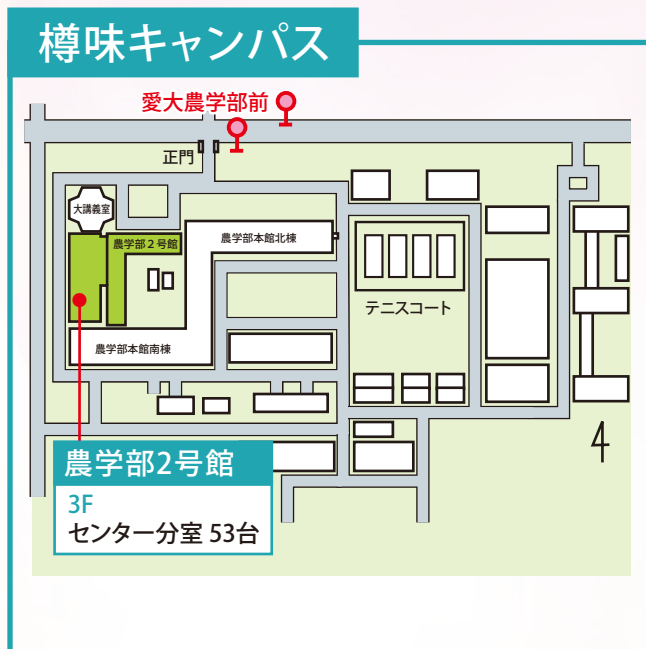 樽味キャンパス
愛大農学部前
正門
大講義室
農学部2号館
農学部本館北棟
テニスコート
農学部本館南棟
4
農学部2号館
3F
センター分室 53台